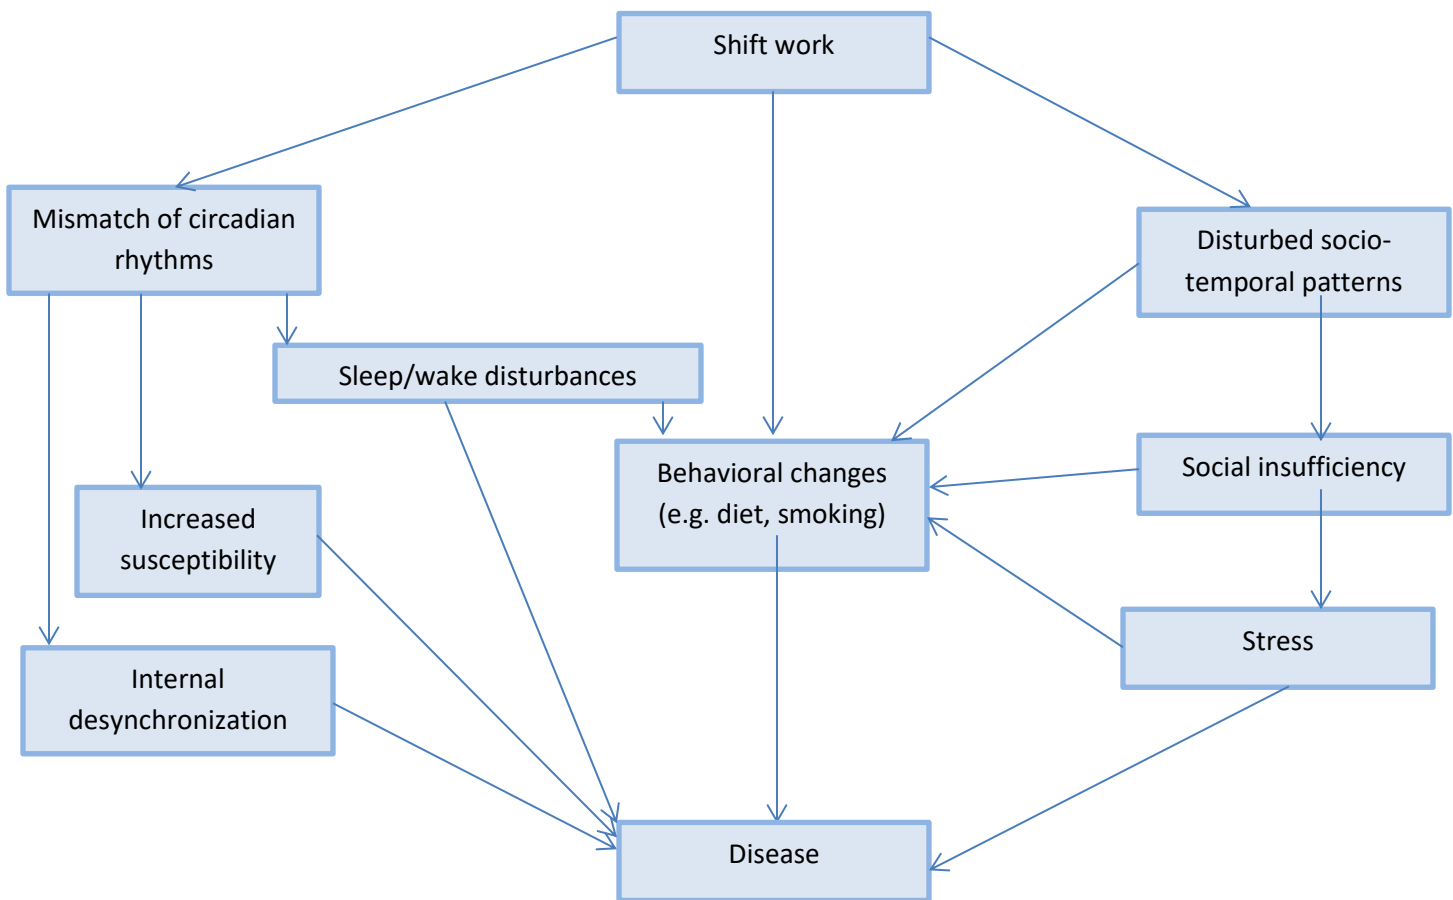 Shift work
Mismatch of circadian
rhythms
Disturbed socio-
temporal patterns
Sleep/wake disturbances
Behavioral changes
(e.g. diet, smoking)
Social insufficiency
Increased
susceptibility
Stress
Internal
desynchronization
Disease